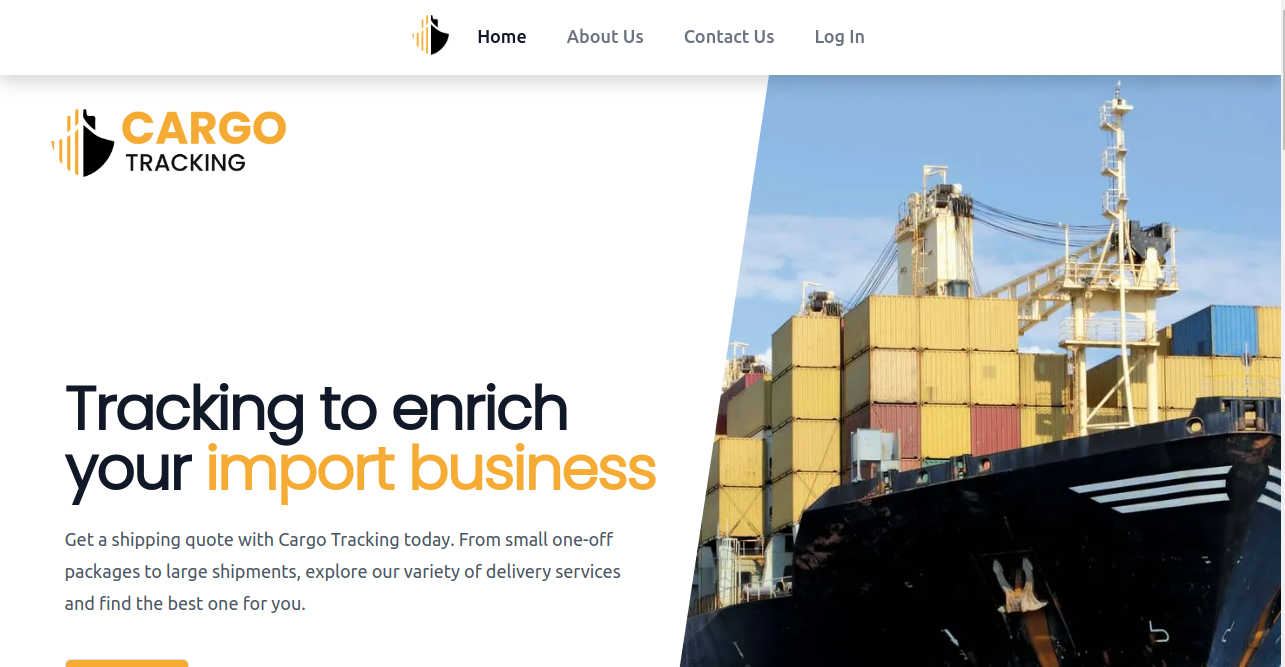 Home About Us Contact Us Log In
CARGO
TRACKING
Tracking to enrich
your import business
Get a shipping quote with Cargo Tracking today. From small one-off
packages to large shipments, explore our variety of delivery services
and find the best one for you.